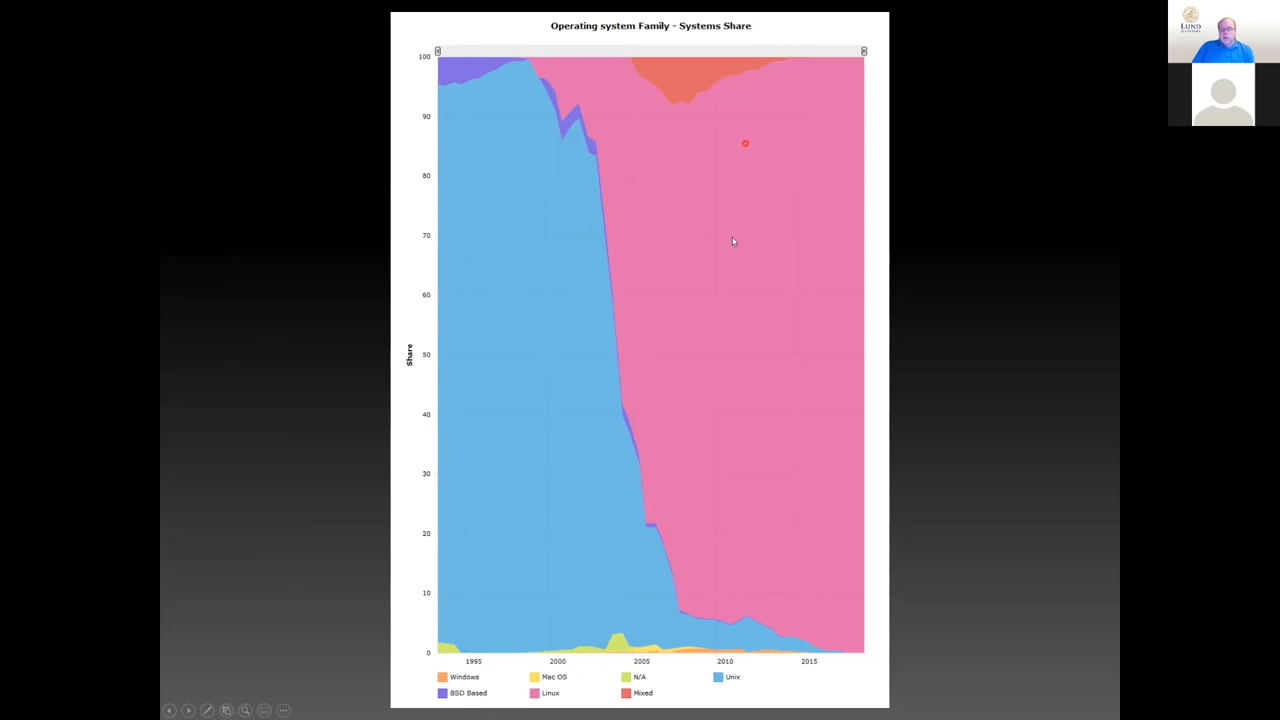 Operating system Family - Systems Share
LUND
100
90
80
70
60
50
40
30
20
10
0
Share
1995 2000 2005 2010 2015
Windows Mac OS N/A Unix
BSD Based Linux Mixed